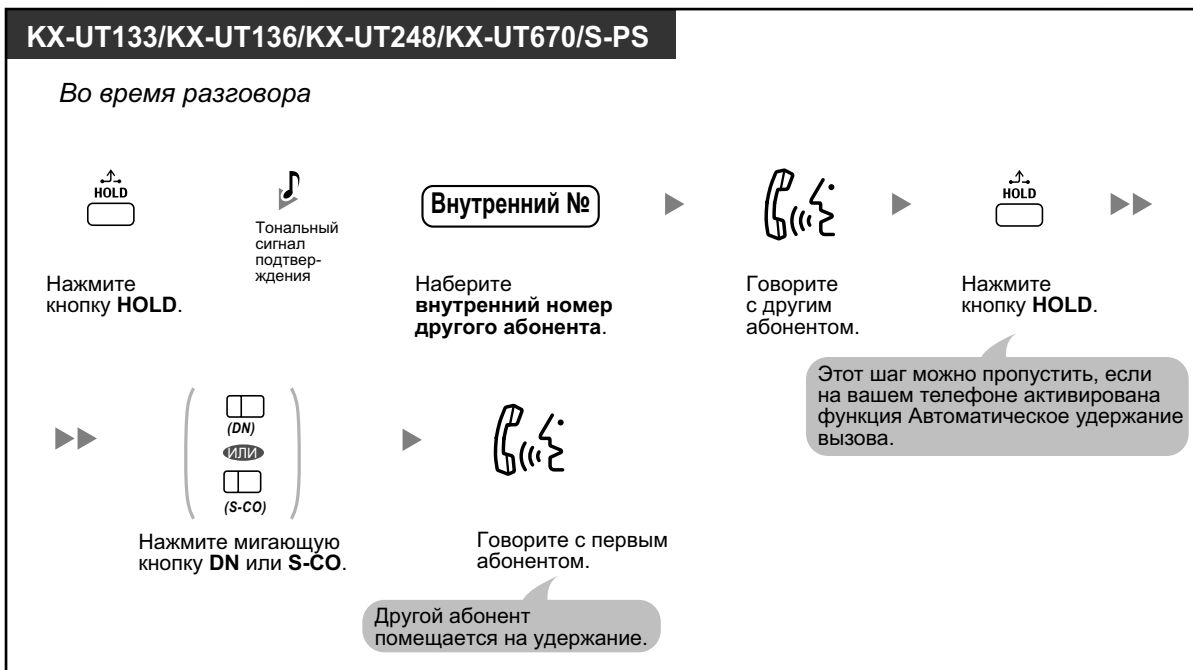 KX-UT133/KX-UT136/KX-UT248/KX-UT670/S-PS
Во время разговора
HOLD
Нажмите
кнопку HOLD.
Тональный
сигнал
подтвер-
ждения
Внутренний №
Наберите
внутренний номер
другого абонента.
Говорите
с другим
абонентом.
HOLD
Нажмите
кнопку HOLD.
Этот шаг можно пропустить, если
на вашем телефоне активирована
функция Автоматическое удержание
вызова.
(DN)
ИЛИ
(S-CO)
Нажмите мигающую
кнопку DN или S-CO.
Говорите с первым
абонентом.
Другой абонент
помещается на удержание.